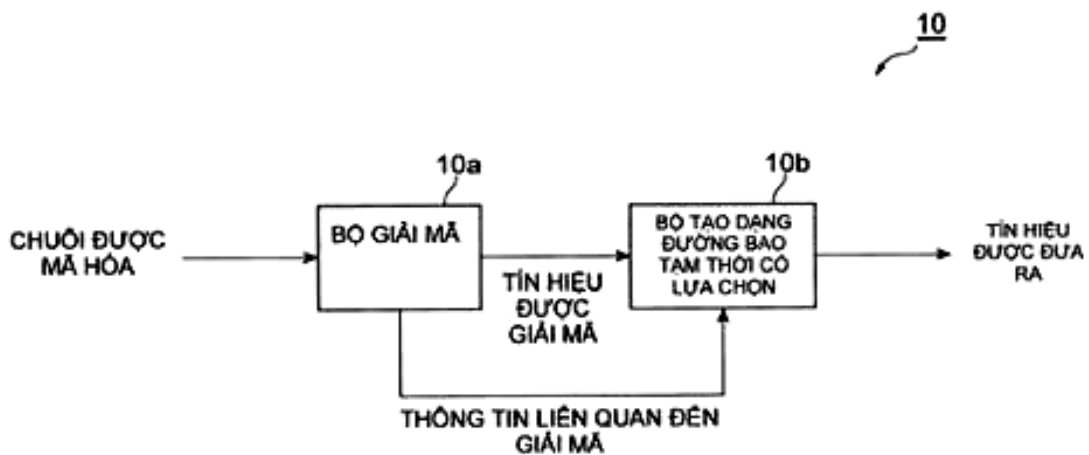 10
10a
10b
CHUỖI ĐƯỢC
MÃ HÓA
BỘ GIẢI MÃ
TÍN HIỆU
ĐƯỢC
GIẢI MÃ
BỘ TẠO DẠNG
ĐƯỜNG BAO
TẠM THỜI CÓ
LỰA CHỌN
TÍN HIỆU
ĐƯỢC ĐƯA
RA
THÔNG TIN LIÊN QUAN ĐẾN
GIẢI MÃ